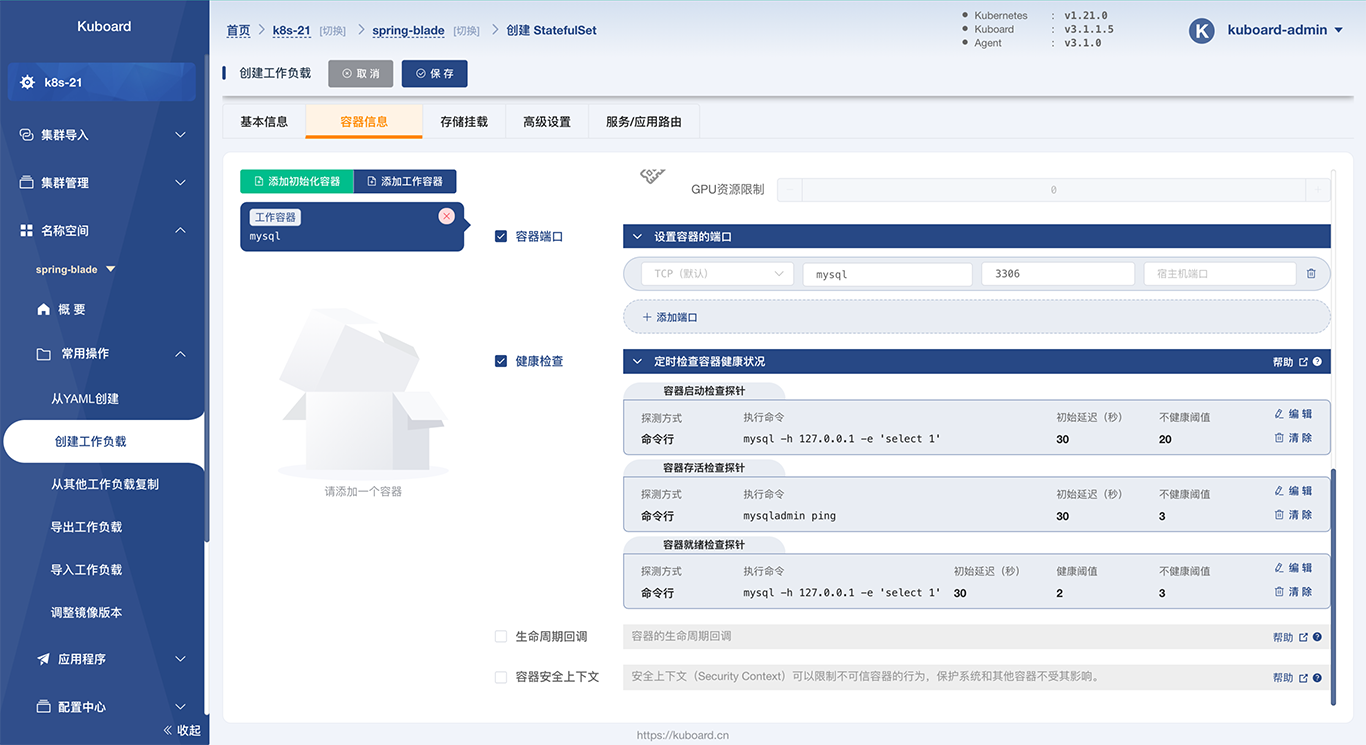 Kuboard
k8s-21
集群导入
集群管理
名称空间
spring-blade
概 要
常用操作
从YAML创建
创建工作负载
从其他工作负载复制
导出工作负载
导入工作负载
调整镜像版本
应用程序
配置中心
收起
首页 k8s-21 [切换] spring-blade [切换] 创建 StatefulSet
Kubernetes : v1.21.0
Kuboard : v3.1.1.5
Agent : v3.1.0
K kuboard-admin
创建工作负载 取 消 保 存
基本信息 容器信息 存储挂载 高级设置 服务/应用路由
添加初始化容器 添加工作容器
工作容器
mysql
请添加一个容器
GPU资源限制 0
容器端口 设置容器的端口
TCP（默认） mysql 3306 宿主机端口
添加端口
健康检查 定时检查容器健康状况 帮助
容器启动检查探针
探测方式 执行命令 初始延迟（秒） 不健康阈值 编 辑
命令行 mysql -h 127.0.0.1 -e 'select 1' 30 20 清 除
容器存活检查探针
探测方式 执行命令 初始延迟（秒） 不健康阈值 编 辑
命令行 mysqladmin ping 30 3 清 除
容器就绪检查探针
探测方式 执行命令 初始延迟（秒） 健康阈值 不健康阈值 编 辑
命令行 mysql -h 127.0.0.1 -e 'select 1' 30 2 3 清 除
生命周期回调 容器的生命周期回调 帮助
容器安全上下文 安全上下文（Security Context）可以限制不可信容器的行为，保护系统和其他容器不受其影响。 帮助
https://kuboard.cn